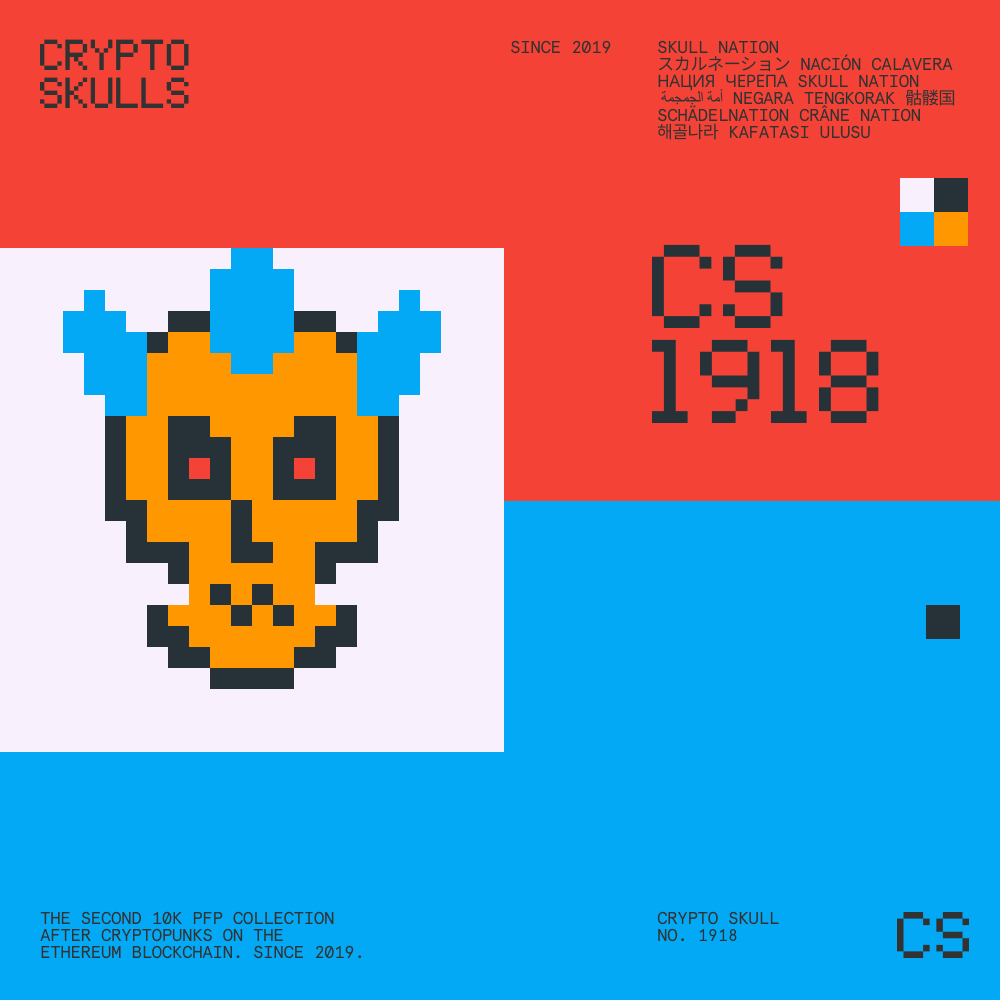 CRYPTO
SKULLS
SINCE 2019
SKULL NATION
スカルネーション NACIÓN CALAVERA
НАЦИЯ ЧЕРЕПА SKULL NATION
أمة الجمجمة NEGARA TENGKORAK 骷髅国
SCHÄDELNATION CRÂNE NATION
해골나라 KAFATASI ULUSU
CS
1918
THE SECOND 10K PFP COLLECTION
AFTER CRYPTOPUNKS ON THE
ETHEREUM BLOCKCHAIN. SINCE 2019.
CRYPTO SKULL
NO. 1918
CS